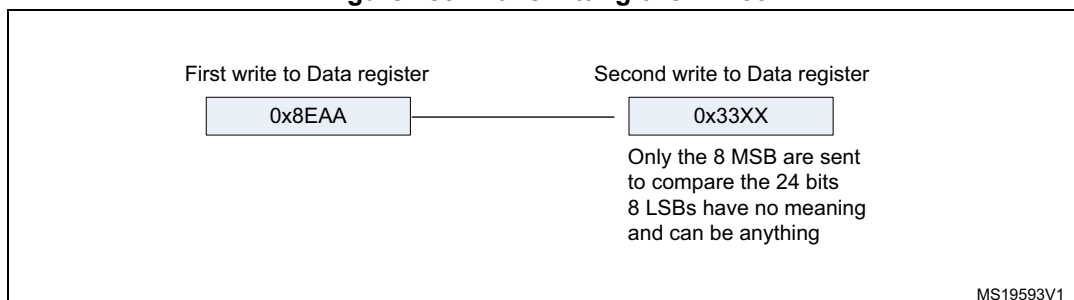 First write to Data register
Second write to Data register
0x8EAA
0x33XX
Only the 8 MSB are sent
to compare the 24 bits
8 LSBs have no meaning
and can be anything
MS19593V1